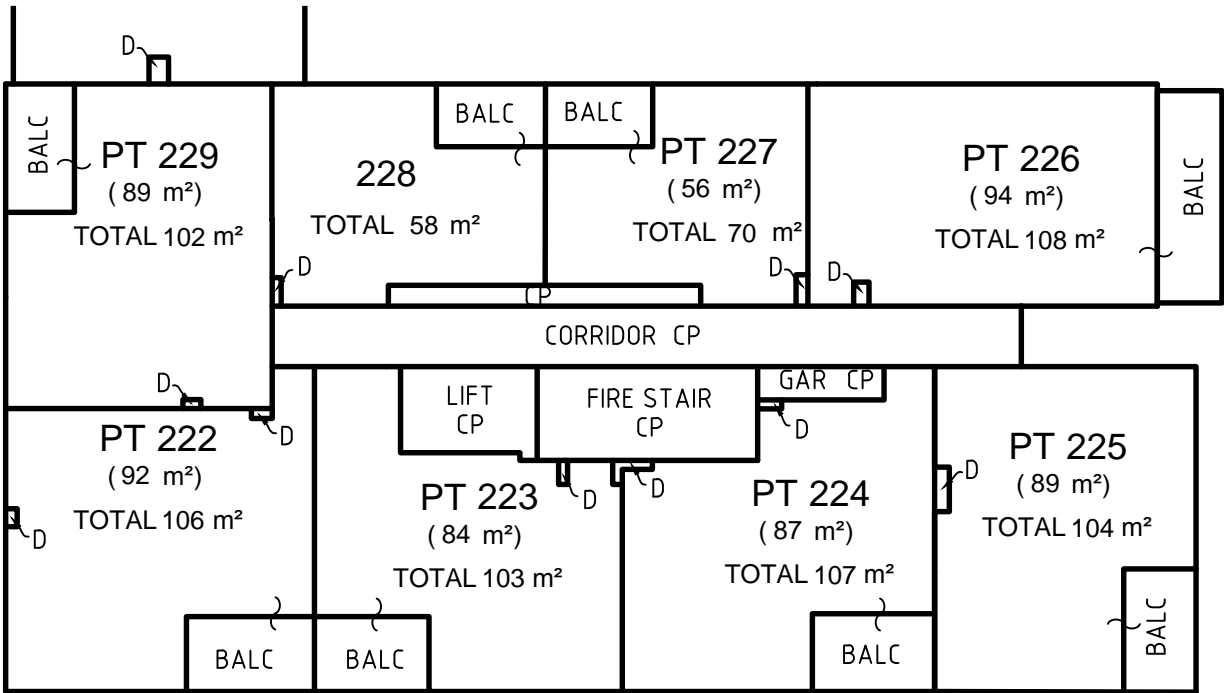 D
BALC
PT 229
( 89 m²)
TOTAL 102 m²
228
TOTAL 58 m²
D
BALC
BALC
PT 227
(56 m²)
TOTAL 70 m²
D
PT 226
( 94 m²)
TOTAL 108 m²
D
BALC
CP
CORRIDOR CP
D
D
PT 222
( 92 m²)
TOTAL 106 m²
D
BALC
LIFT
CP
FIRE STAIR
CP
GAR CP
D
PT 223
( 84 m²)
TOTAL 103 m²
D
D
BALC
PT 224
( 87 m²)
TOTAL 107 m²
BALC
PT 225
( 89 m²)
TOTAL 104 m²
D
BALC